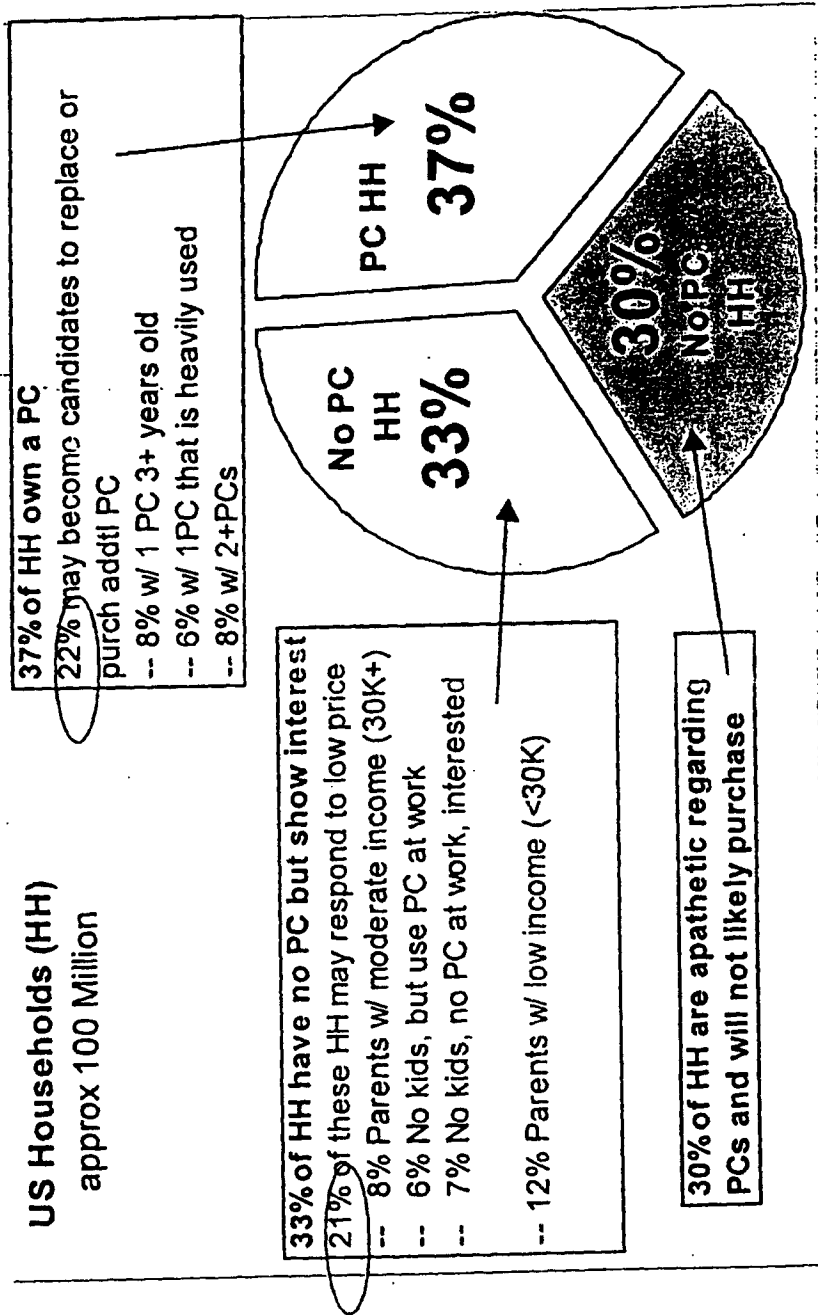 US Households (HH)
approx 100 Million
37% of HH own a PC
22% may become candidates to replace or
purch addtl PC
-- 8% w/ 1 PC 3+ years old
-- 6% w/ 1PC that is heavily used
-- 8% w/ 2+PCs
33% of HH have no PC but show interest
21% of these HH may respond to low price
-- 8% Parents w/ moderate income (30K+)
-- 6% No kids, but use PC at work
-- 7% No kids, no PC at work, interested
-- 12% Parents w/ low income (<30K)
30% of HH are apathetic regarding
PCs and will not likely purchase
No PC
HH
33%
PC HH
37%
30%
No PC
HH